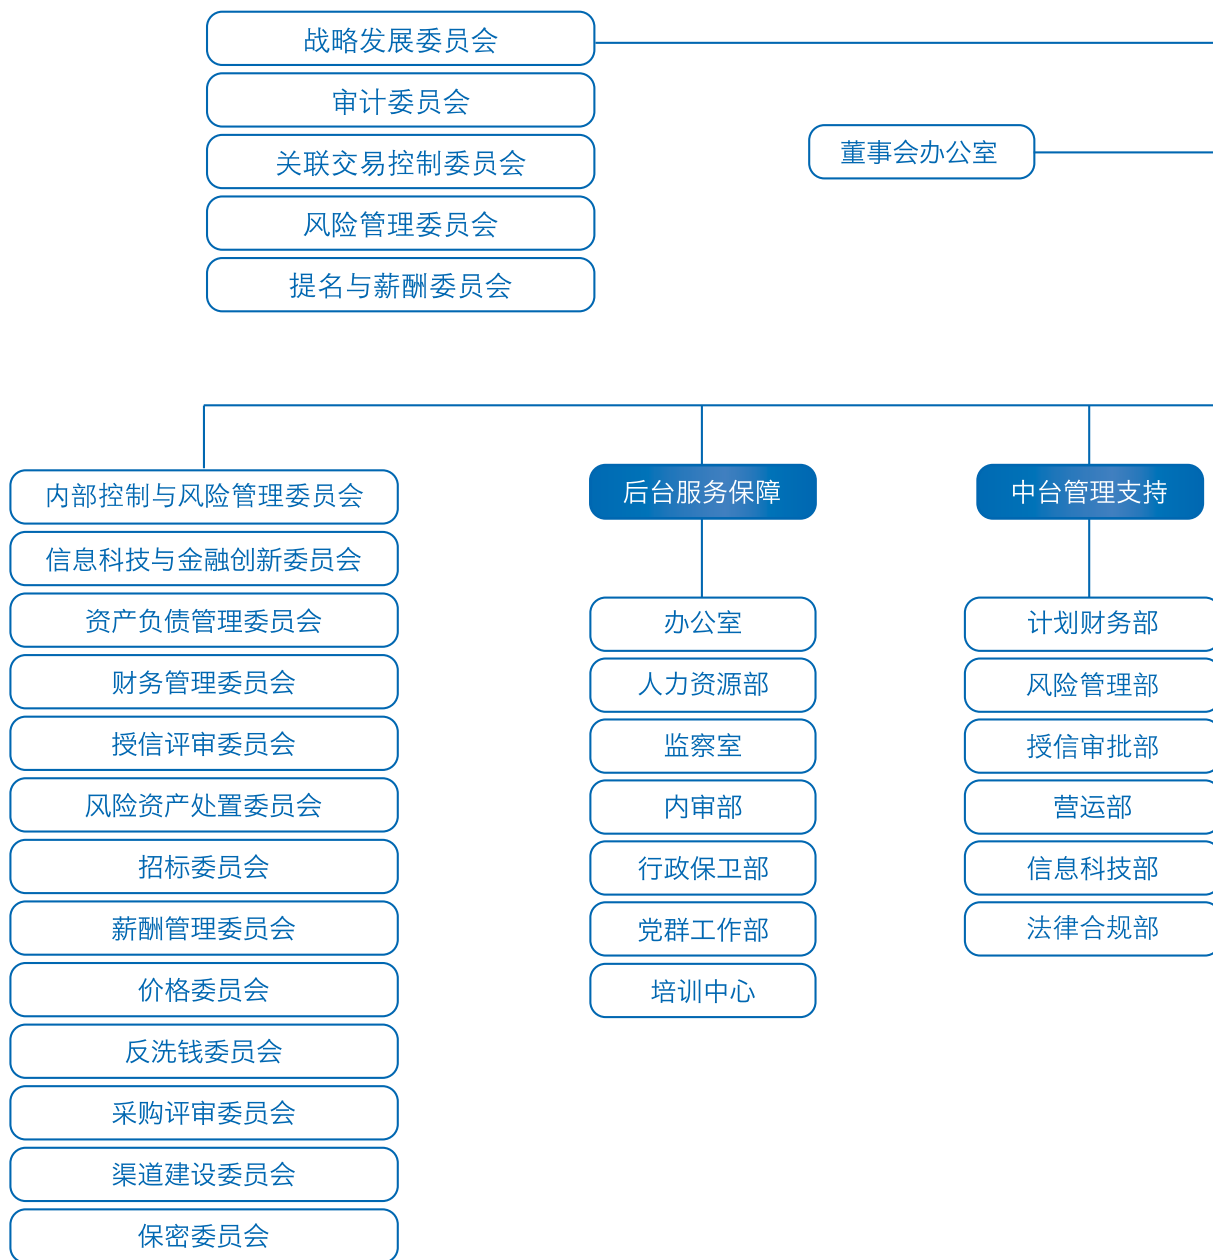 战略发展委员会
审计委员会
关联交易控制委员会
风险管理委员会
提名与薪酬委员会
董事会办公室
内部控制与风险管理委员会
信息科技与金融创新委员会
资产负债管理委员会
财务管理委员会
授信评审委员会
风险资产处置委员会
招标委员会
薪酬管理委员会
价格委员会
反洗钱委员会
采购评审委员会
渠道建设委员会
保密委员会
后台服务保障
办公室
人力资源部
监察室
内审部
行政保卫部
党群工作部
培训中心
中台管理支持
计划财务部
风险管理部
授信审批部
营运部
信息科技部
法律合规部